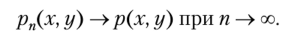 pₙ(x, y) → p(x, y) при n → ∞.